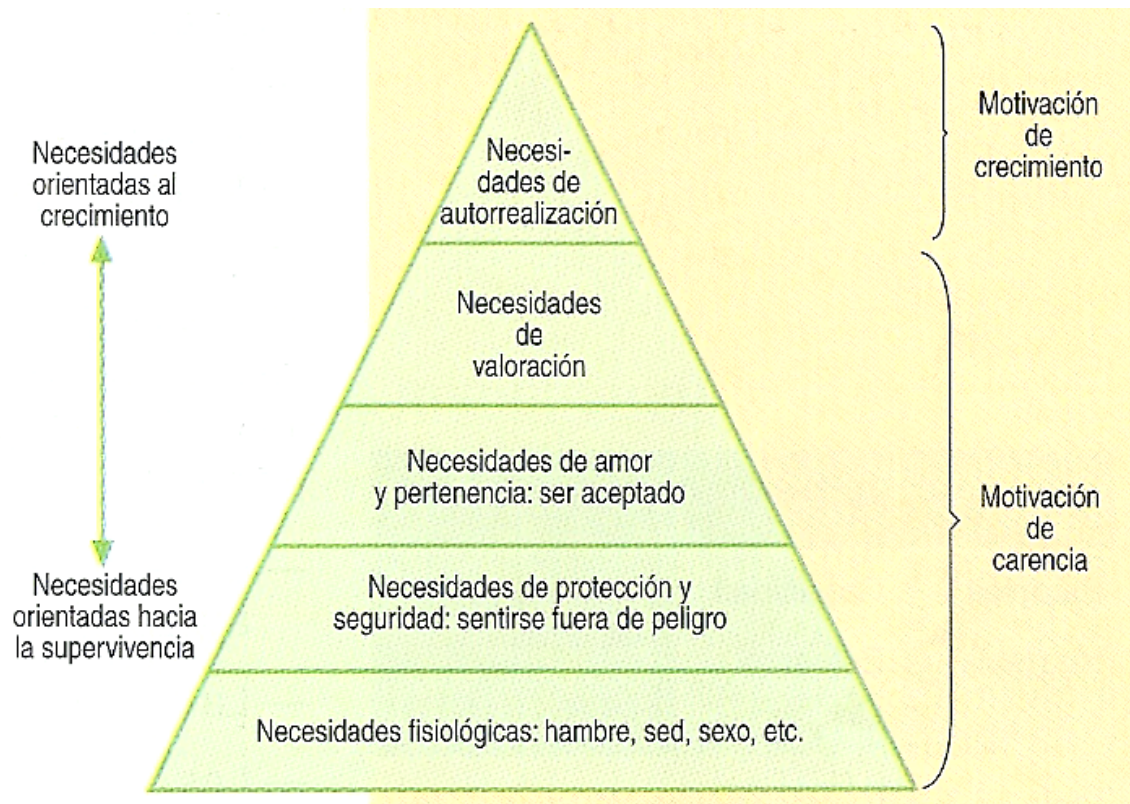 Necesidades
orientadas al
crecimiento
Necesidades
orientadas hacia
la supervivencia
Necesi-
dades de
autorrealización
Necesidades
de
valoración
Necesidades de amor
y pertenencia: ser aceptado
Necesidades de protección y
seguridad: sentirse fuera de peligro
Necesidades fisiológicas: hambre, sed, sexo, etc.
Motivación
de
crecimiento
Motivación
de
carencia